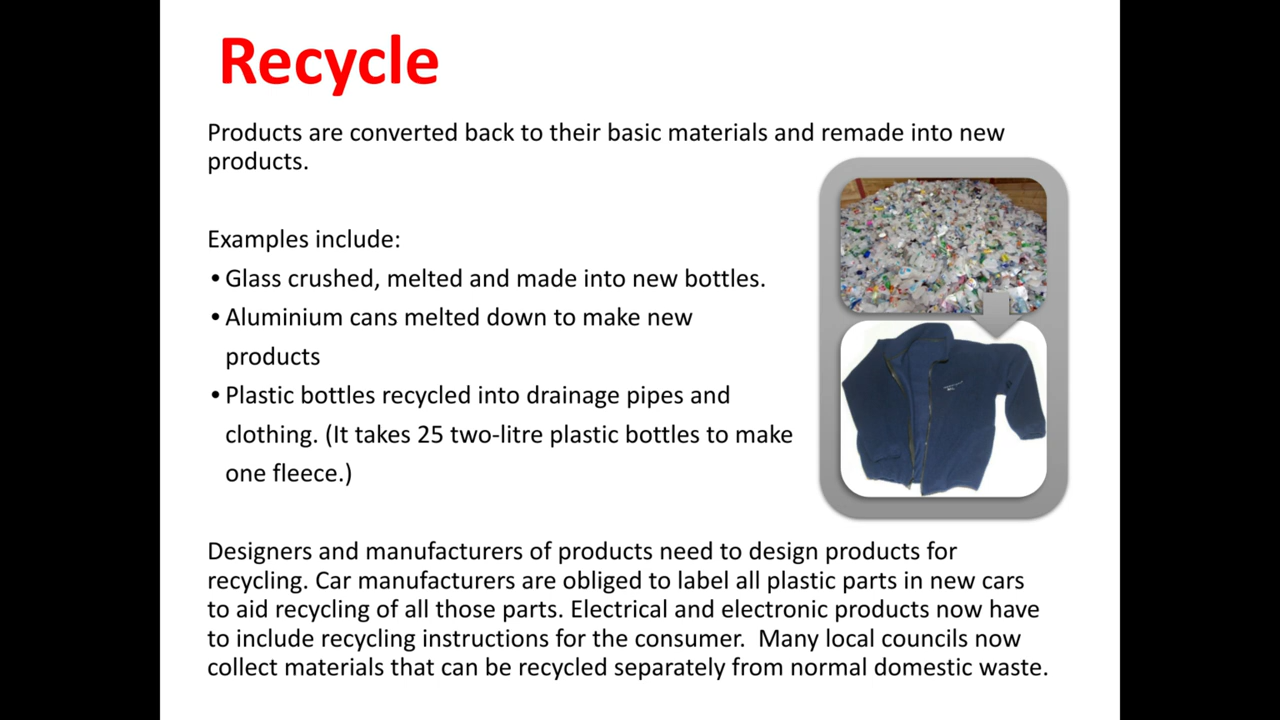 Recycle
Products are converted back to their basic materials and remade into new
products.
Examples include:
• Glass crushed, melted and made into new bottles.
• Aluminium cans melted down to make new
products
• Plastic bottles recycled into drainage pipes and
clothing. (It takes 25 two-litre plastic bottles to make
one fleece.)
Designers and manufacturers of products need to design products for
recycling. Car manufacturers are obliged to label all plastic parts in new cars
to aid recycling of all those parts. Electrical and electronic products now have
to include recycling instructions for the consumer.  Many local councils now
collect materials that can be recycled separately from normal domestic waste.